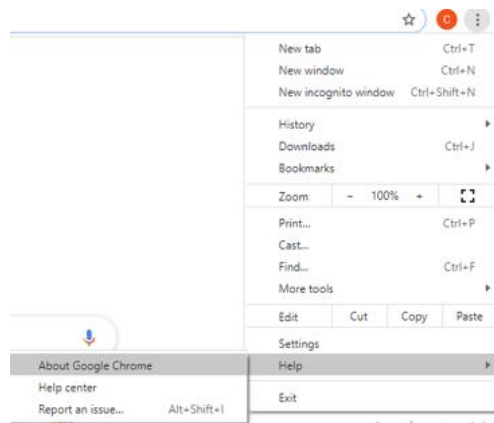 C
New tab Ctrl+T
New window Ctrl+N
New incognito window Ctrl+Shift+N
History
Downloads Ctrl+J
Bookmarks
Zoom - 100% +
Print... Ctrl+P
Cast...
Find... Ctrl+F
More tools
Edit Cut Copy Paste
Settings
About Google Chrome Help
Help center
Exit
Report an issue... Alt+Shift+I